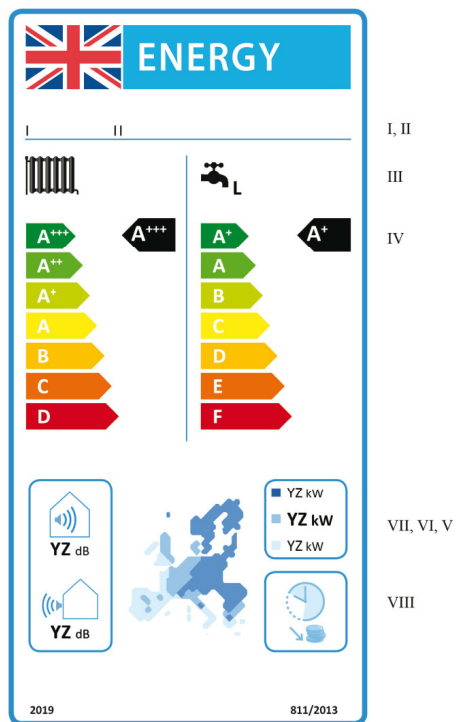 ENERGY
I II
I, II
III
L
A+++ A+++ A+ A+
IV
A++ A
A+ B
A C
B D
C E
D F
YZ kW
YZ kW
YZ kW
YZ dB
VII, VI, V
VIII
YZ dB
2019 811/2013